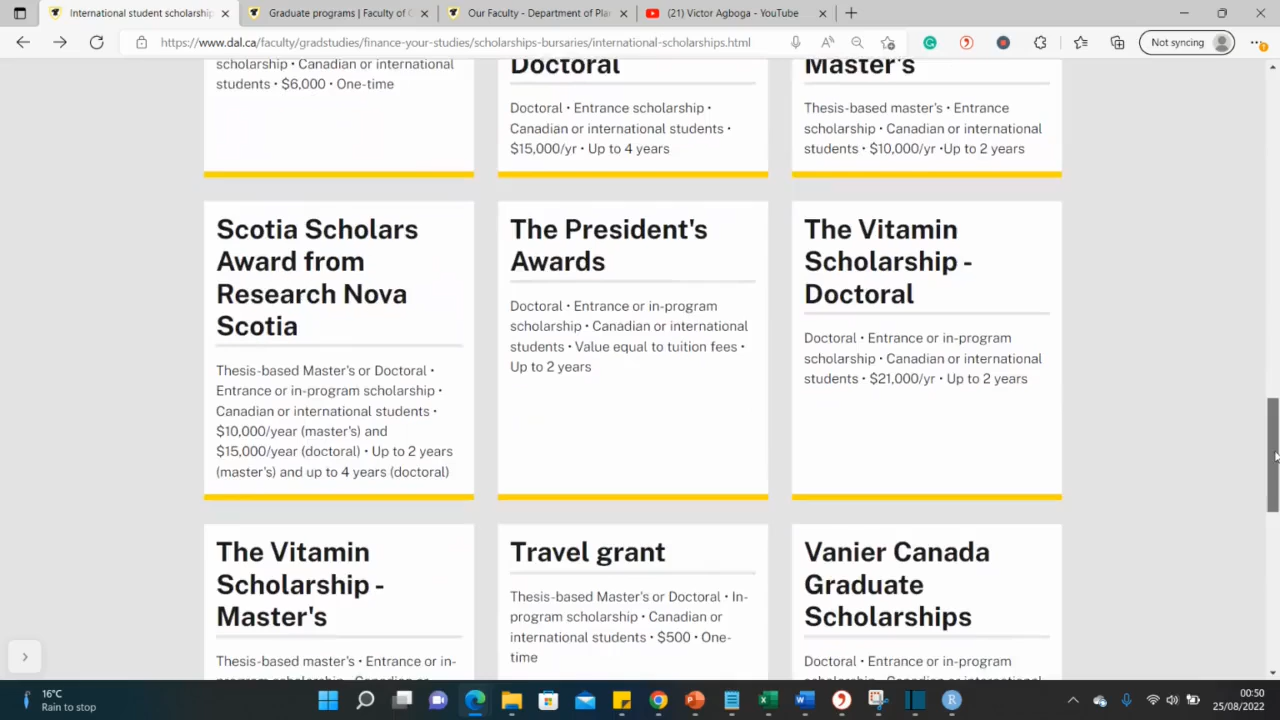 International student scholarship
Graduate programs | Faculty of G
Our Faculty - Department of Plan
(21) Victor Agboga - YouTube
https://www.dal.ca/faculty/gradstudies/finance-your-studies/scholarships-bursaries/international-scholarships.html
Not syncing
scholarship • Canadian or international
students • $6,000 • One-time
Doctoral
Doctoral • Entrance scholarship •
Canadian or international students •
$15,000/yr • Up to 4 years
Master's
Thesis-based master's • Entrance
scholarship • Canadian or international
students • $10,000/yr •Up to 2 years
Scotia Scholars
Award from
Research Nova
Scotia
Thesis-based Master's or Doctoral •
Entrance or in-program scholarship •
Canadian or international students •
$10,000/year (master's) and
$15,000/year (doctoral) • Up to 2 years
(master's) and up to 4 years (doctoral)
The President's
Awards
Doctoral • Entrance or in-program
scholarship • Canadian or international
students • Value equal to tuition fees •
Up to 2 years
The Vitamin
Scholarship -
Doctoral
Doctoral • Entrance or in-program
scholarship • Canadian or international
students • $21,000/yr • Up to 2 years
The Vitamin
Scholarship -
Master's
Thesis-based master's • Entrance or in-
program scholarship • Canadian or
Travel grant
Thesis-based Master's or Doctoral • In-
program scholarship • Canadian or
international students • $500 • One-
time
Vanier Canada
Graduate
Scholarships
Doctoral • Entrance or in-program
scholarship • Canadian or international
16°C
Rain to stop
00:50
25/08/2022